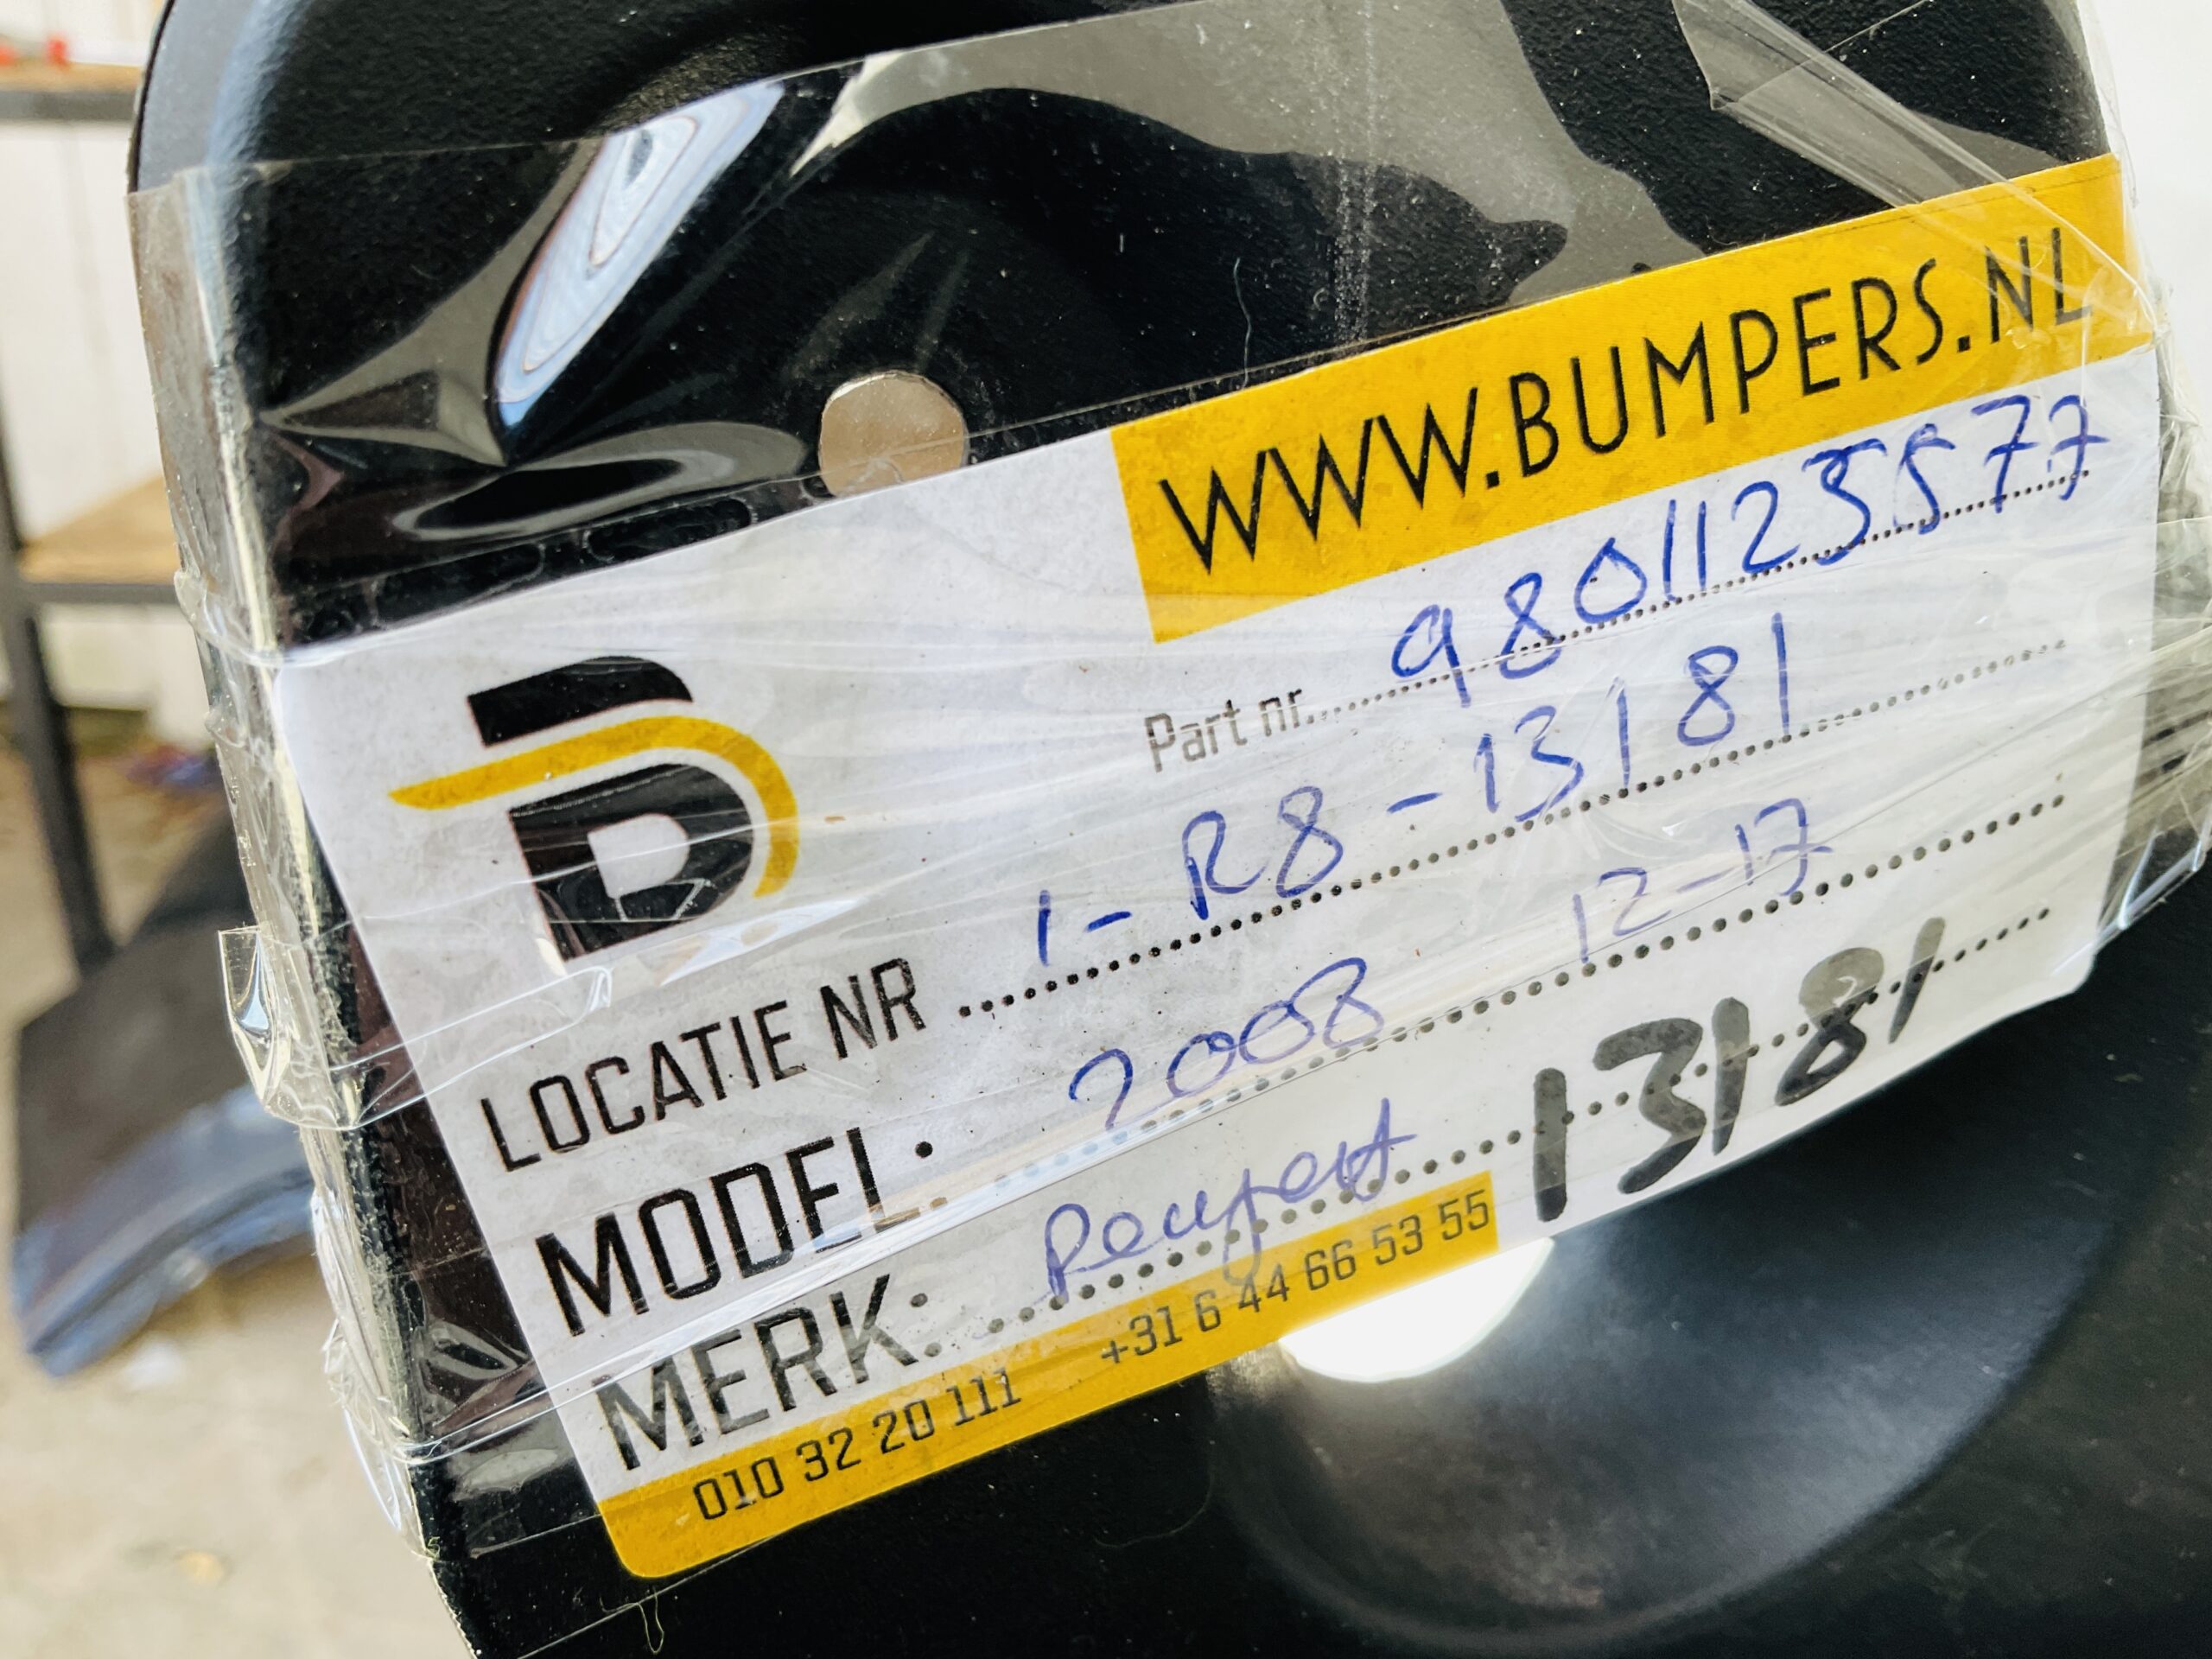 WWW.BUMPERS.NL
Part nr. 9801123577
LOCATIE NR 1-R8-13181
MODEL: 2008 12-17
MERK: Peugeot 13181
010 32 20 111 +31 6 44 66 53 55